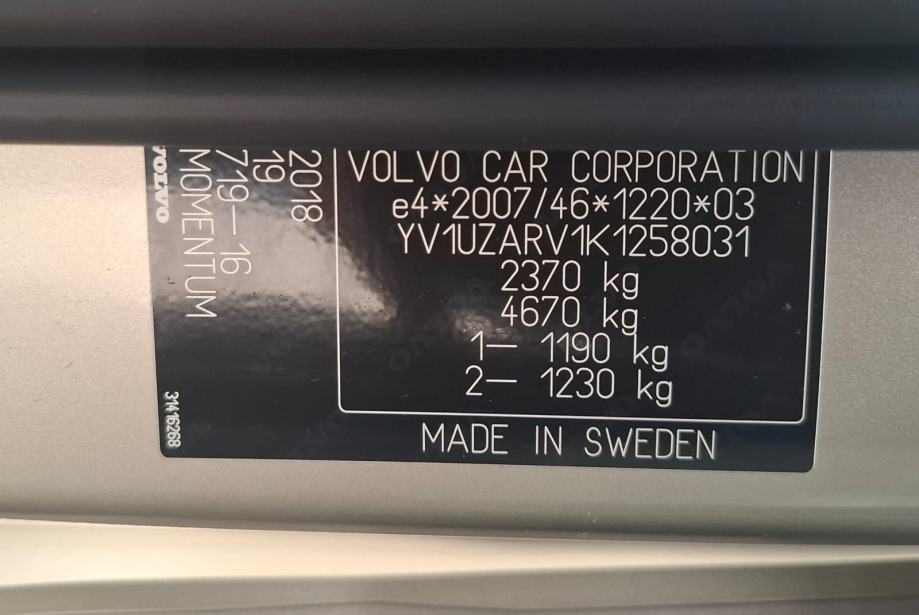 VOLVO CAR CORPORATION
e4*2007/46*1220*03
YV1UZARV1K1258031
2370 kg
4670 kg
1– 1190 kg
2– 1230 kg
MADE IN SWEDEN
2018
19
719–16
MOMENTUM
VOLVO
31416268